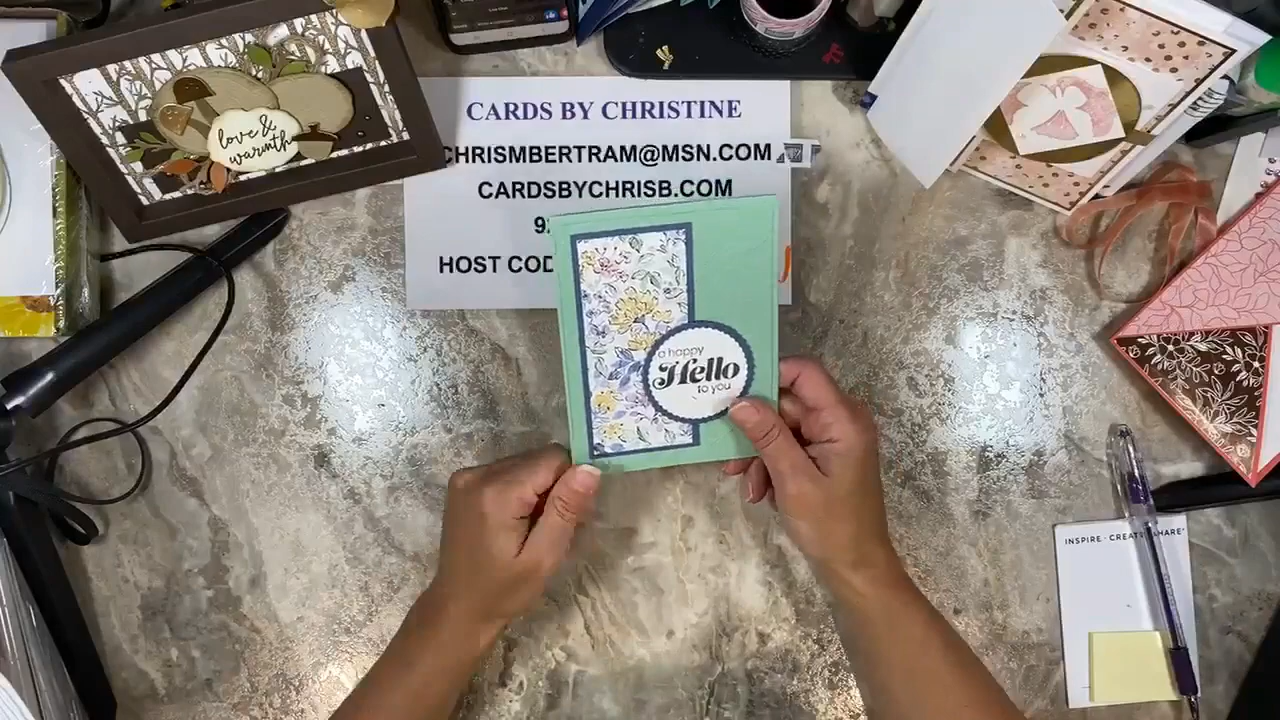 CARDS BY CHRISTINE
CHRISMBERTRAM@MSN.COM
CARDSBYCHRISB.COM
HOST COD
love &
warmth
a happy
Hello
to you
INSPIRE · CREATE · SHARE